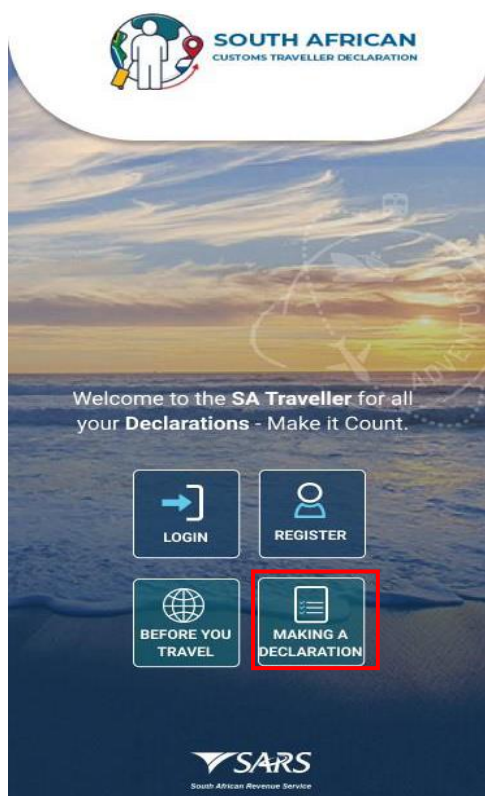 SOUTH AFRICAN
CUSTOMS TRAVELLER DECLARATION
ADVENTURE
Welcome to the SA Traveller for all
your Declarations - Make it Count.
LOGIN
REGISTER
BEFORE YOU
TRAVEL
MAKING A
DECLARATION
SARS
South African Revenue Service